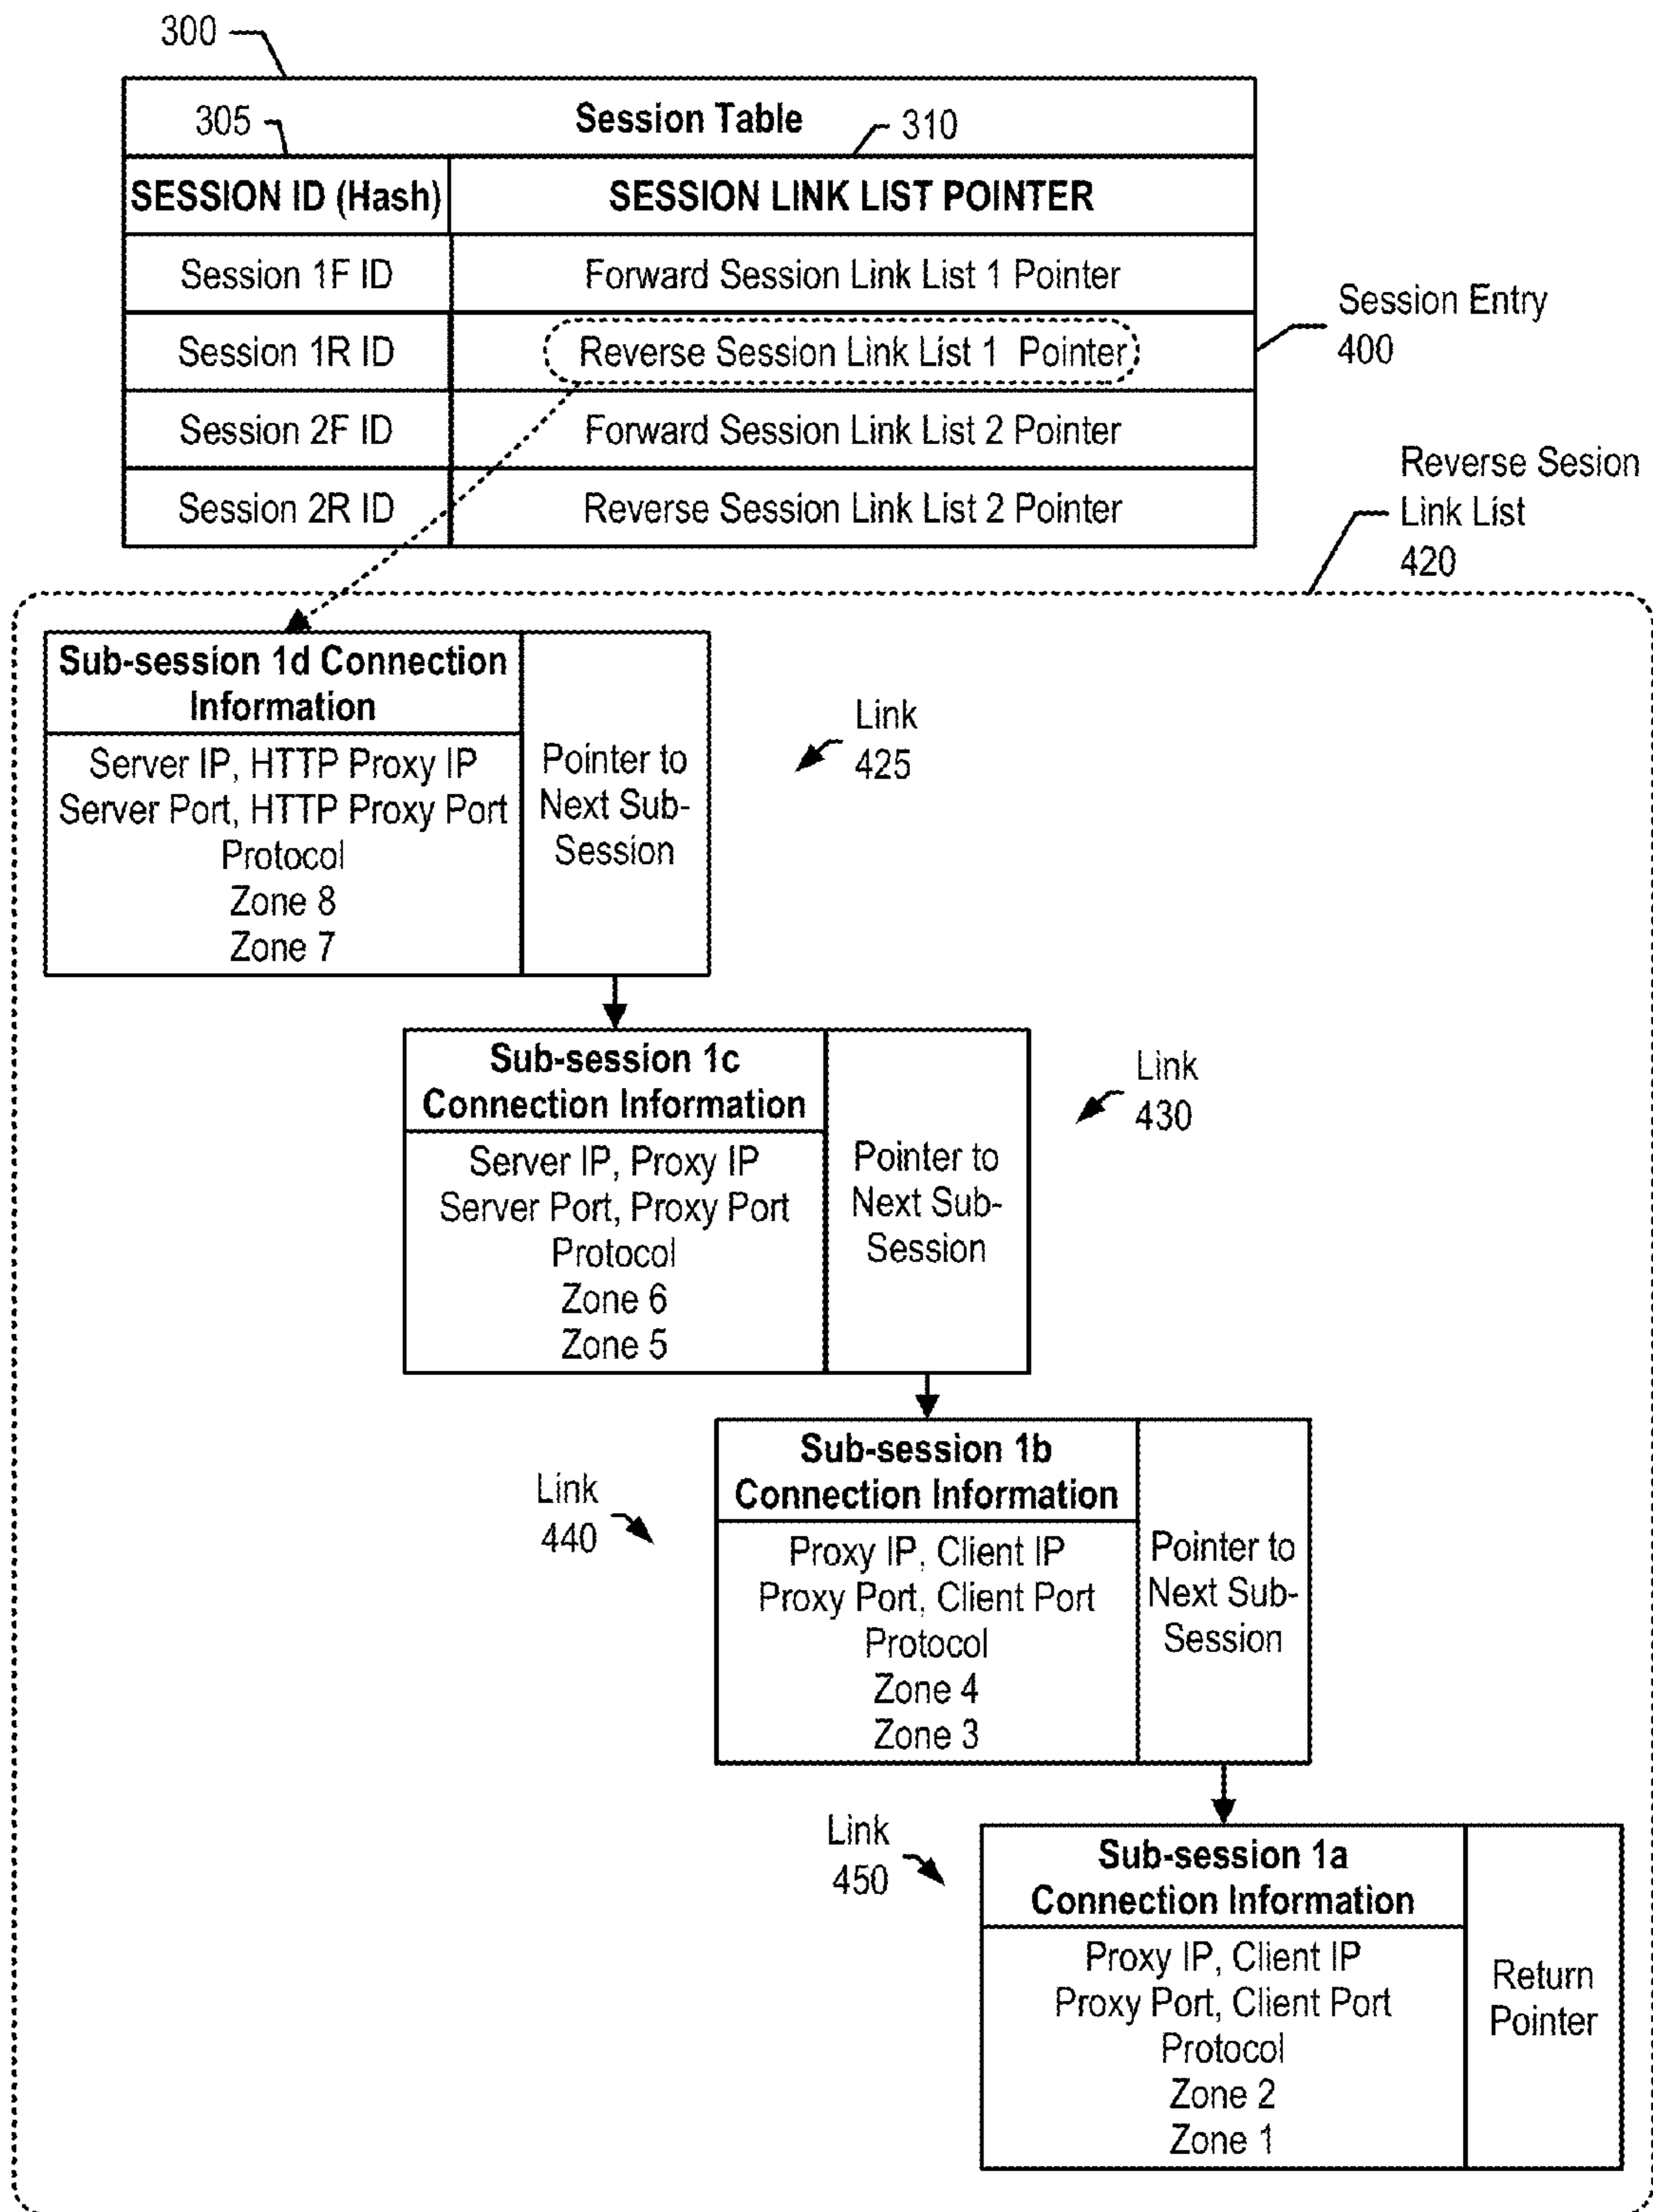 300
Session Table
305
310
SESSION ID (Hash)
SESSION LINK LIST POINTER
Session 1F ID
Forward Session Link List 1 Pointer
Session 1R ID
Reverse Session Link List 1 Pointer
Session 2F ID
Forward Session Link List 2 Pointer
Session 2R ID
Reverse Session Link List 2 Pointer
Session Entry
400
Reverse Sesion
Link List
420
Sub-session 1d Connection
Information
Server IP, HTTP Proxy IP
Server Port, HTTP Proxy Port
Protocol
Zone 8
Zone 7
Pointer to
Next Sub-
Session
Link
425
Sub-session 1c
Connection Information
Server IP, Proxy IP
Server Port, Proxy Port
Protocol
Zone 6
Zone 5
Pointer to
Next Sub-
Session
Link
430
Link
440
Sub-session 1b
Connection Information
Proxy IP, Client IP
Proxy Port, Client Port
Protocol
Zone 4
Zone 3
Pointer to
Next Sub-
Session
Link
450
Sub-session 1a
Connection Information
Proxy IP, Client IP
Proxy Port, Client Port
Protocol
Zone 2
Zone 1
Return
Pointer